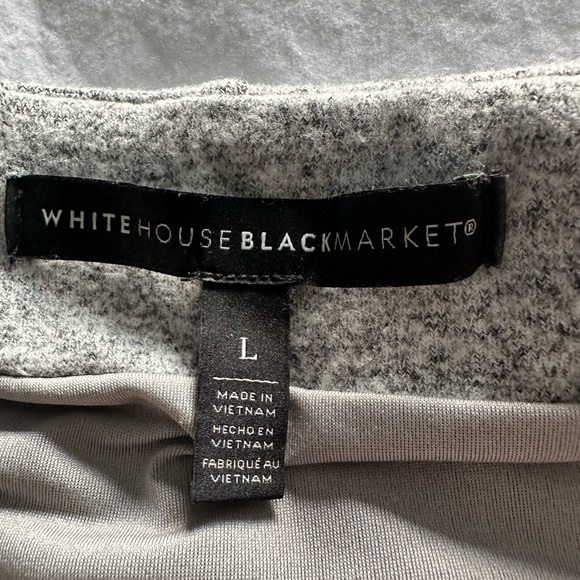 WHITEHOUSEBLACKMARKET®
L
MADE IN
VIETNAM
HECHO EN
VIETNAM
FABRIQUÉ AU
VIETNAM